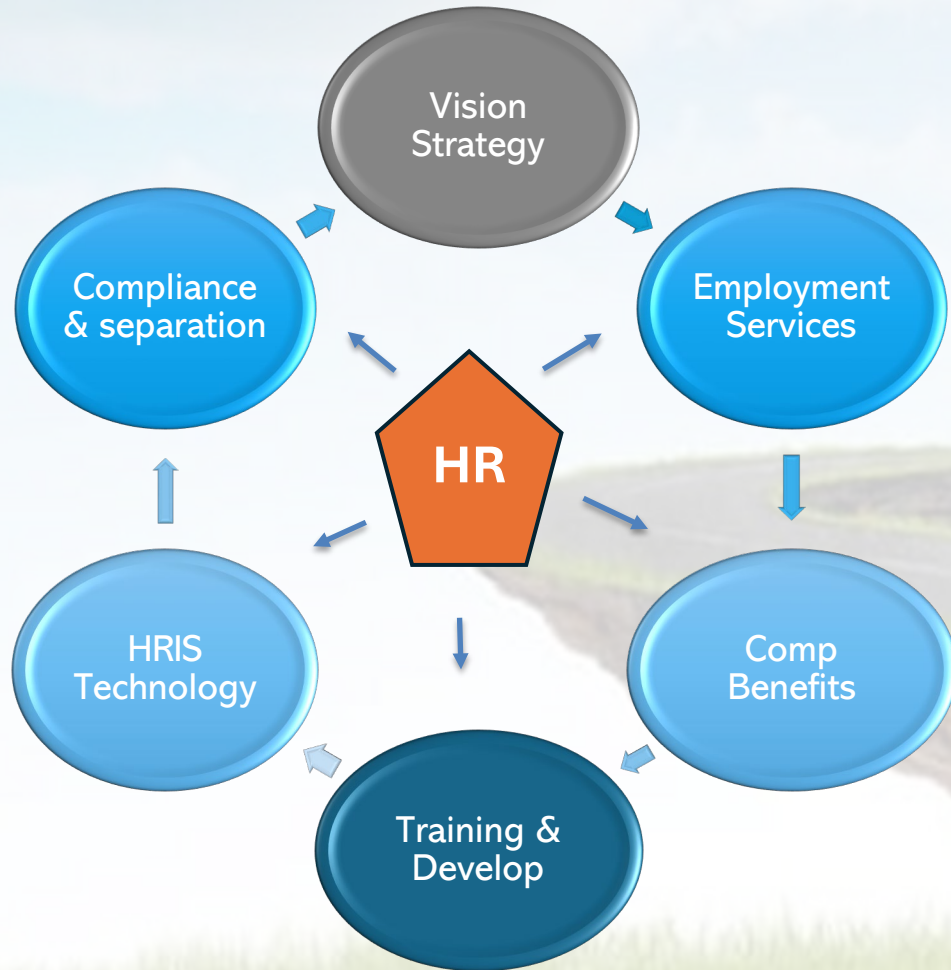 Vision
Strategy
Compliance
& separation
Employment
Services
HR
HRIS
Technology
Comp
Benefits
Training &
Develop